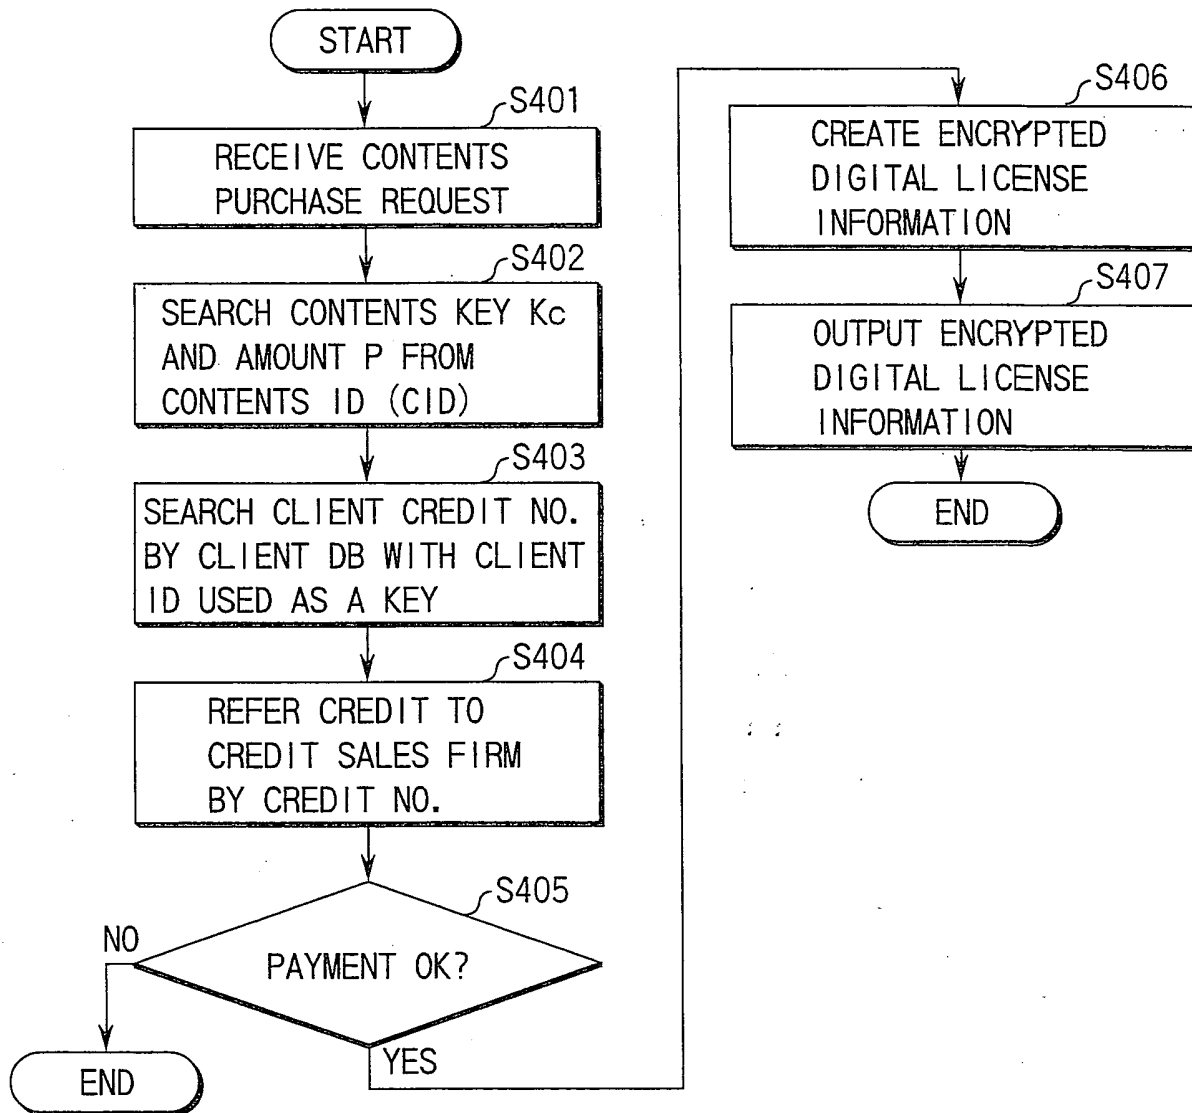 START
S401
RECEIVE CONTENTS
PURCHASE REQUEST
S402
SEARCH CONTENTS KEY Kc
AND AMOUNT P FROM
CONTENTS ID (CID)
S403
SEARCH CLIENT CREDIT NO.
BY CLIENT DB WITH CLIENT
ID USED AS A KEY
S404
REFER CREDIT TO
CREDIT SALES FIRM
BY CREDIT NO.
S405
PAYMENT OK?
NO
END
YES
S406
CREATE ENCRYPTED
DIGITAL LICENSE
INFORMATION
S407
OUTPUT ENCRYPTED
DIGITAL LICENSE
INFORMATION
END